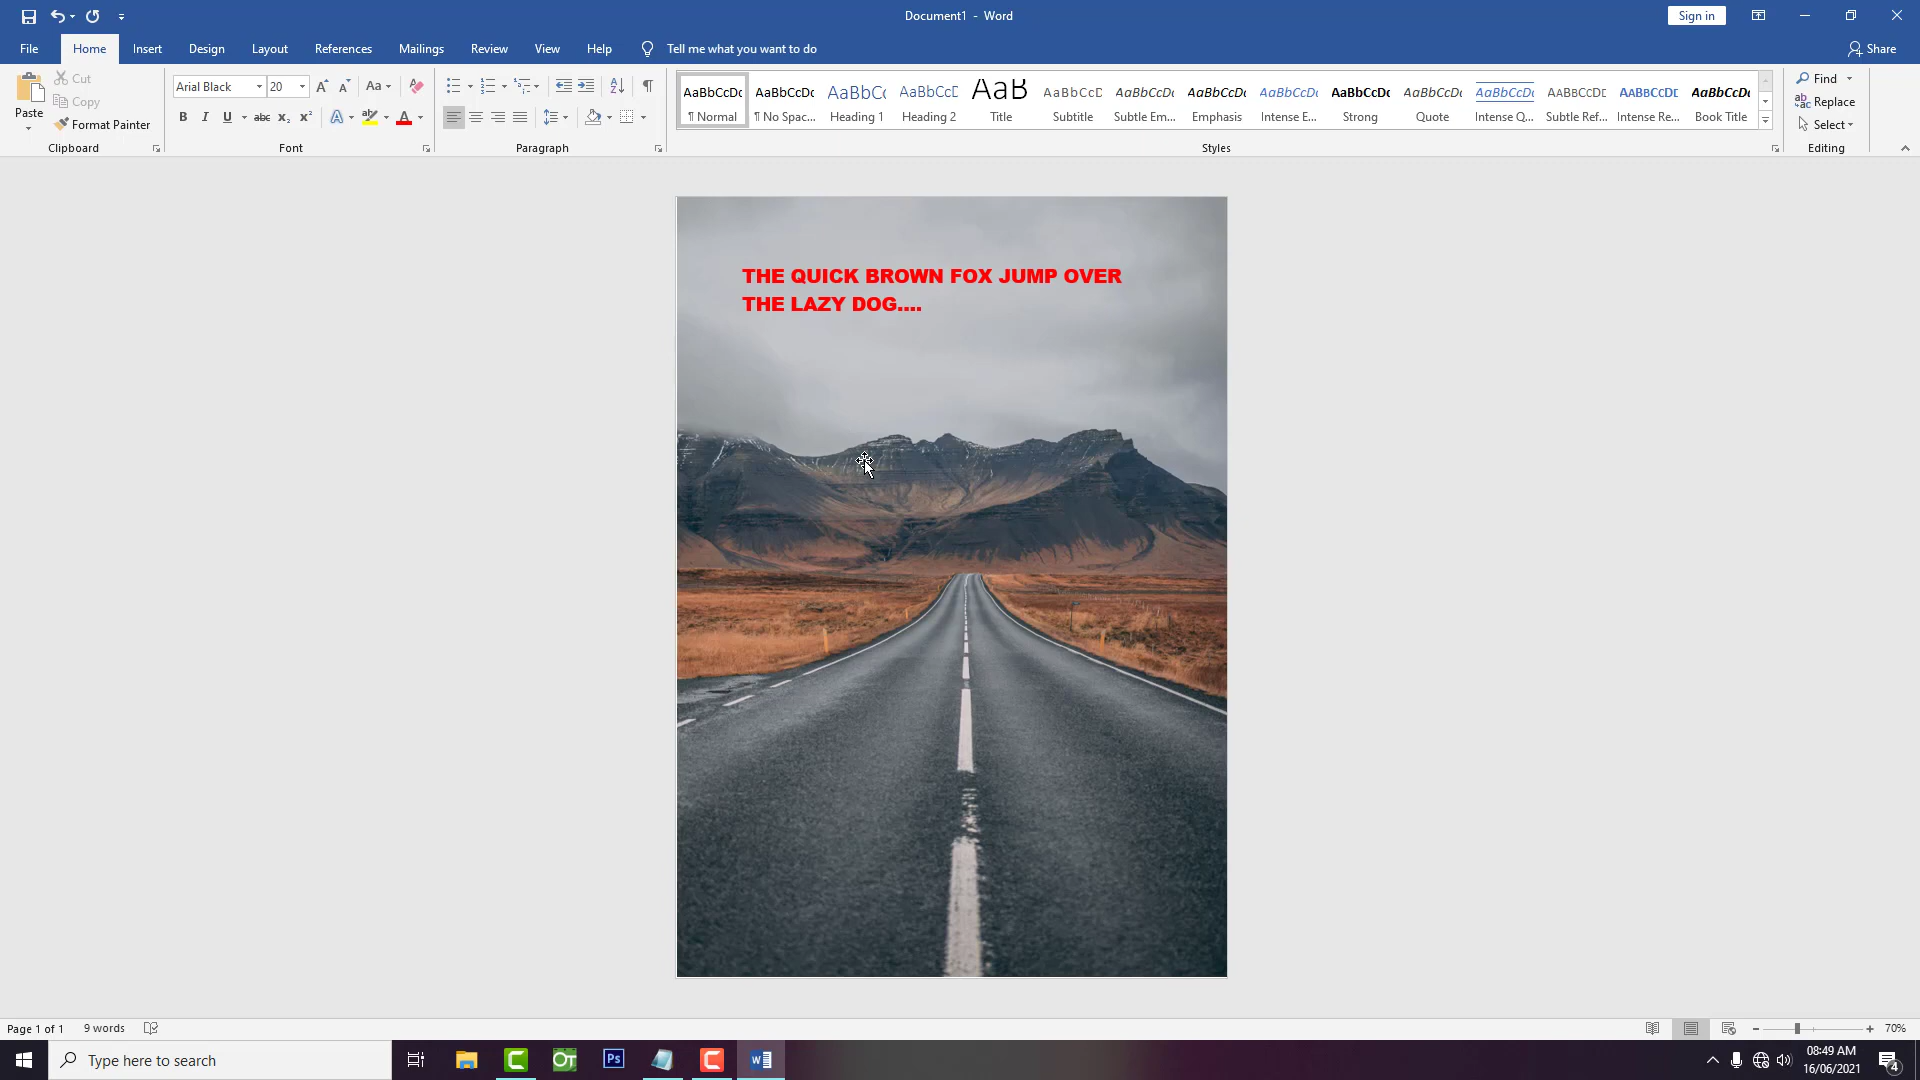 Document1 - Word
Sign in
File Home Insert Design Layout References Mailings Review View Help Tell me what you want to do
Share
Paste
Cut
Copy
Format Painter
Clipboard
Arial Black 20
Font
Paragraph
AaBbCcDc AaBbCcDc AaBbCc AaBbCcD AaB AaBbCcD AaBbCcDc AaBbCcDc AaBbCcDc AaBbCcDc AaBbCcDc AaBbCcDc AABBCCDD AABBCCDD AaBbCcDc
¶ Normal ¶ No Spac... Heading 1 Heading 2 Title Subtitle Subtle Em... Emphasis Intense E... Strong Quote Intense Q... Subtle Ref... Intense Re... Book Title
Styles
Find
Replace
Select
Editing
THE QUICK BROWN FOX JUMP OVER
THE LAZY DOG....
Page 1 of 1 9 words
70%
Type here to search
Ps
08:49 AM
16/06/2021
4